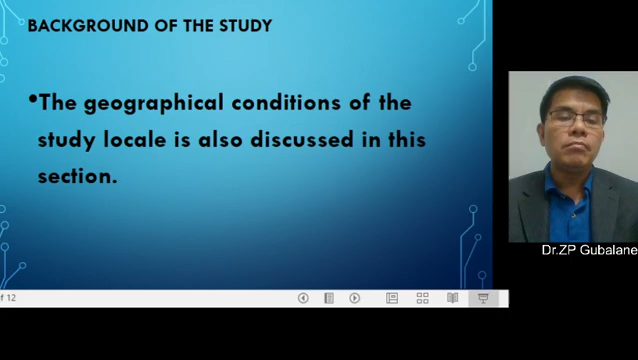 BACKGROUND OF THE STUDY
•The geographical conditions of the
study locale is also discussed in this
section.
Dr.ZP Gubalane
of 12